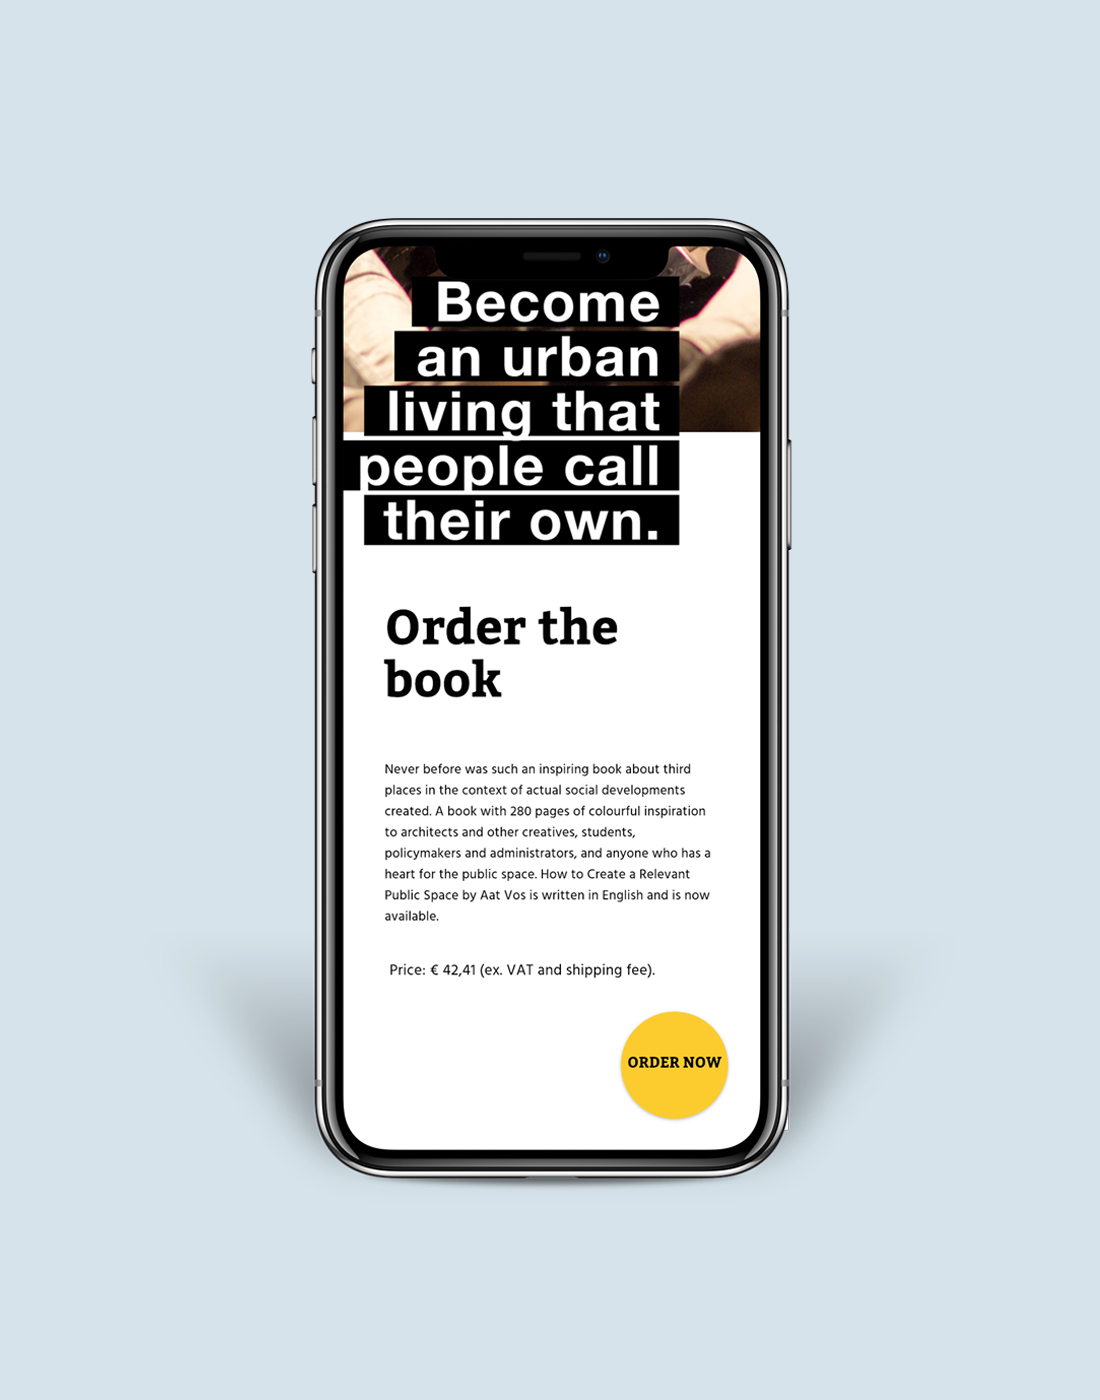 Become
an urban
living that
people call
their own.
Order the
book
Never before was such an inspiring book about third
places in the context of actual social developments
created. A book with 280 pages of colourful inspiration
to architects and other creatives, students,
policymakers and administrators, and anyone who has a
heart for the public space. How to Create a Relevant
Public Space by Aat Vos is written in English and is now
available.
Price: € 42,41 (ex. VAT and shipping fee).
ORDER NOW